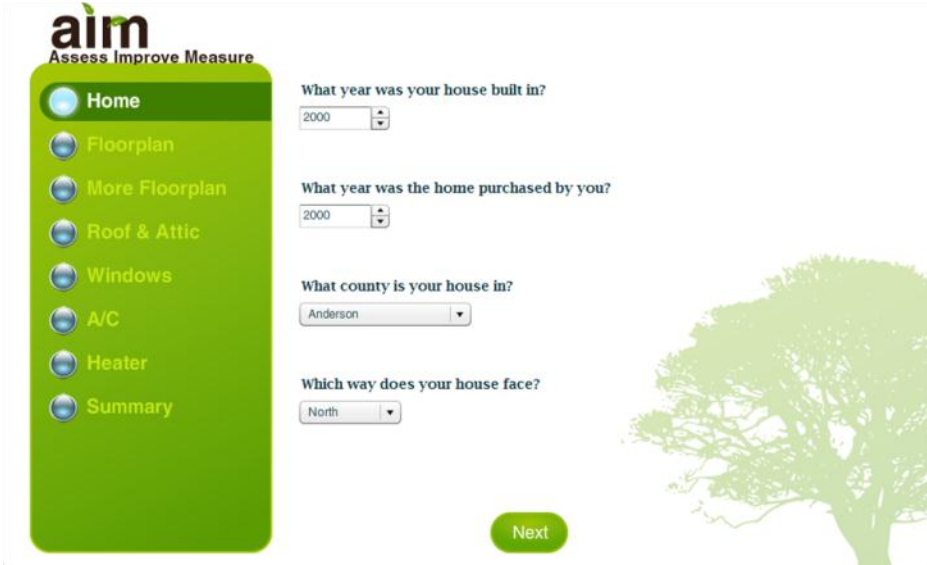 aim
Assess Improve Measure
Home
Floorplan
More Floorplan
Roof & Attic
Windows
A/C
Heater
Summary
What year was your house built in?
2000
What year was the home purchased by you?
2000
What county is your house in?
Anderson
Which way does your house face?
North
Next